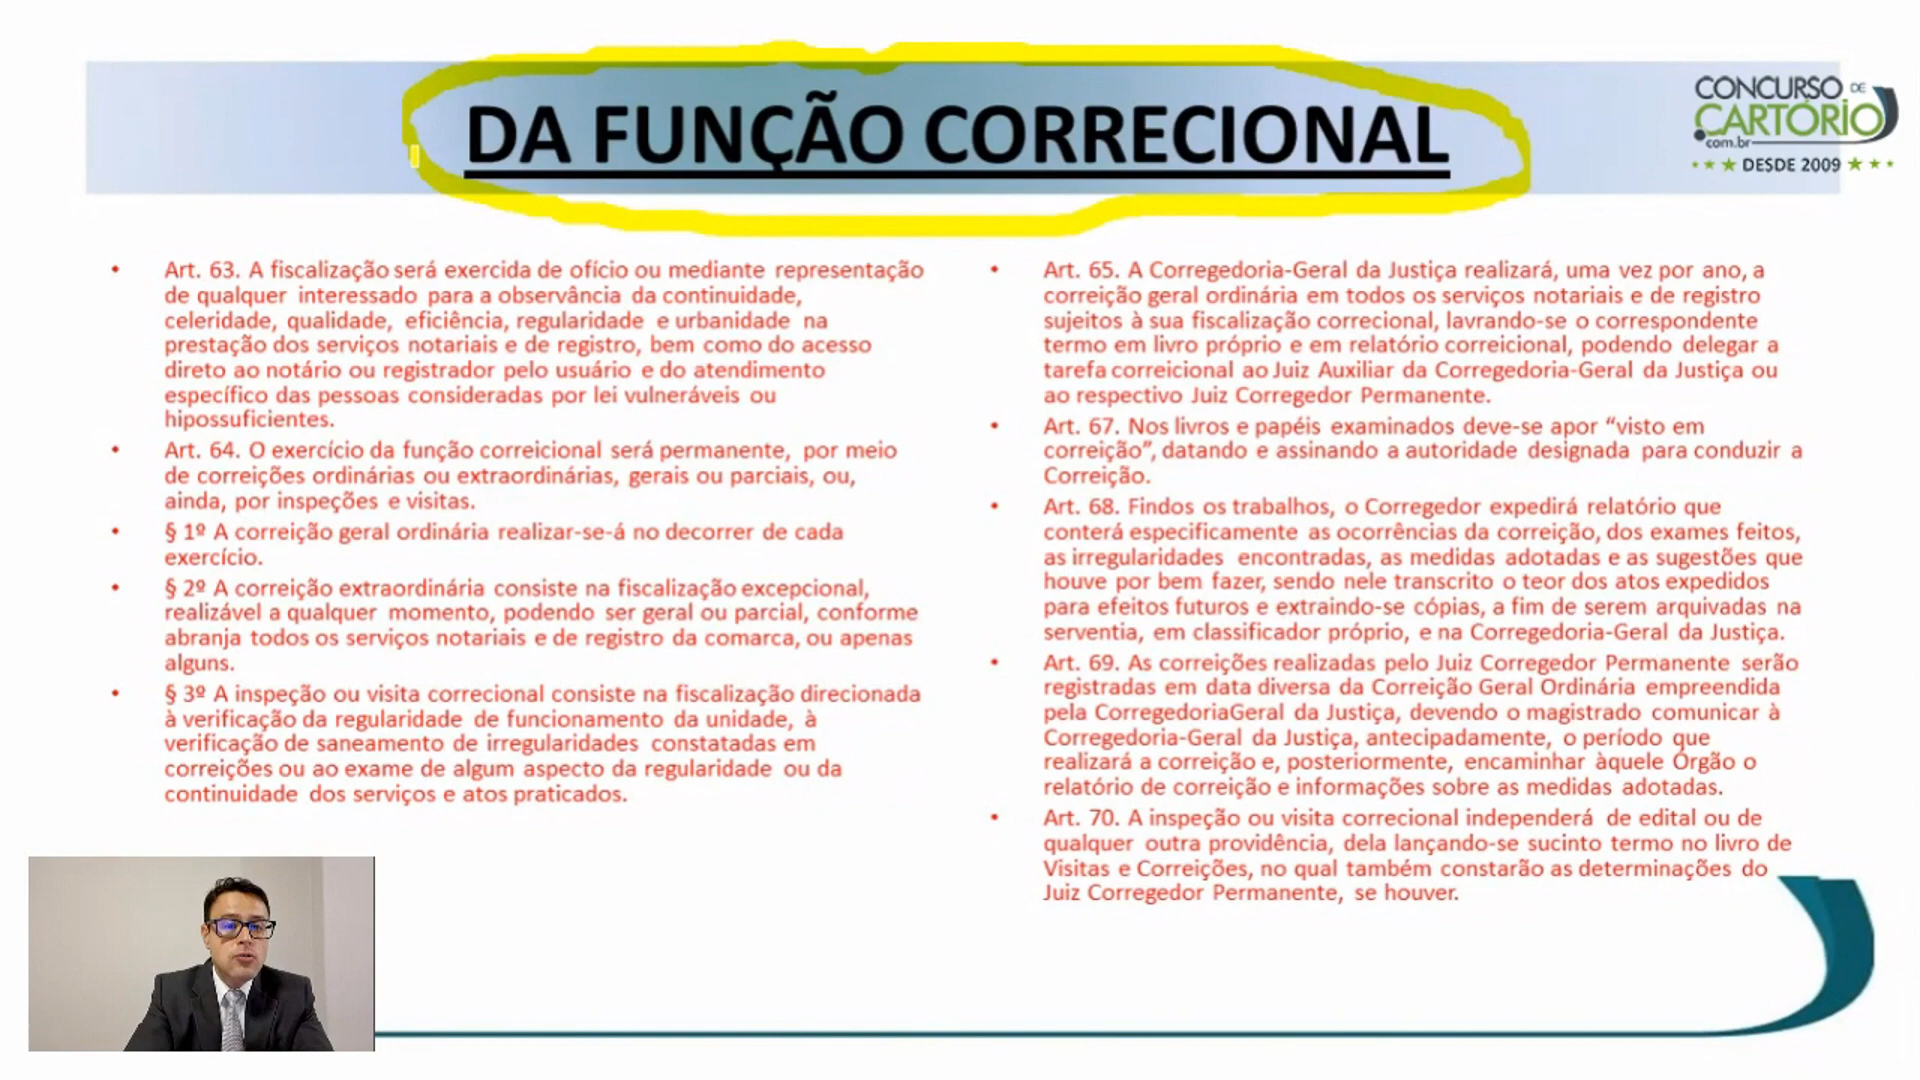 DA FUNÇÃO CORRECIONAL
CONCURSO DE
CARTÓRIO
.com.br
DESDE 2009
• Art. 63. A fiscalização será exercida de ofício ou mediante representação
de qualquer interessado para a observância da continuidade,
celeridade, qualidade, eficiência, regularidade e urbanidade na
prestação dos serviços notariais e de registro, bem como do acesso
direto ao notário ou registrador pelo usuário e do atendimento
específico das pessoas consideradas por lei vulneráveis ou
hipossuficientes.
• Art. 64. O exercício da função correicional será permanente, por meio
de correições ordinárias ou extraordinárias, gerais ou parciais, ou,
ainda, por inspeções e visitas.
• § 1º A correição geral ordinária realizar-se-á no decorrer de cada
exercício.
• § 2º A correição extraordinária consiste na fiscalização excepcional,
realizável a qualquer momento, podendo ser geral ou parcial, conforme
abranja todos os serviços notariais e de registro da comarca, ou apenas
alguns.
• § 3º A inspeção ou visita correcional consiste na fiscalização direcionada
à verificação da regularidade de funcionamento da unidade, à
verificação de saneamento de irregularidades constatadas em
correições ou ao exame de algum aspecto da regularidade ou da
continuidade dos serviços e atos praticados.
• Art. 65. A Corregedoria-Geral da Justiça realizará, uma vez por ano, a
correição geral ordinária em todos os serviços notariais e de registro
sujeitos à sua fiscalização correcional, lavrando-se o correspondente
termo em livro próprio e em relatório correicional, podendo delegar a
tarefa correicional ao Juiz Auxiliar da Corregedoria-Geral da Justiça ou
ao respectivo Juiz Corregedor Permanente.
• Art. 67. Nos livros e papéis examinados deve-se apor “visto em
correição”, datando e assinando a autoridade designada para conduzir a
Correição.
• Art. 68. Findos os trabalhos, o Corregedor expedirá relatório que
conterá especificamente as ocorrências da correição, dos exames feitos,
as irregularidades encontradas, as medidas adotadas e as sugestões que
houve por bem fazer, sendo nele transcrito o teor dos atos expedidos
para efeitos futuros e extraindo-se cópias, a fim de serem arquivadas na
serventia, em classificador próprio, e na Corregedoria-Geral da Justiça.
• Art. 69. As correições realizadas pelo Juiz Corregedor Permanente serão
registradas em data diversa da Correição Geral Ordinária empreendida
pela CorregedoriaGeral da Justiça, devendo o magistrado comunicar à
Corregedoria-Geral da Justiça, antecipadamente, o período que
realizará a correição e, posteriormente, encaminhar àquele Órgão o
relatório de correição e informações sobre as medidas adotadas.
• Art. 70. A inspeção ou visita correcional independerá de edital ou de
qualquer outra providência, dela lançando-se sucinto termo no livro de
Visitas e Correições, no qual também constarão as determinações do
Juiz Corregedor Permanente, se houver.